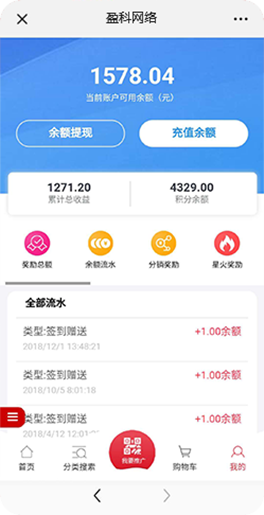 盈科网络
1578.04
当前账户可用余额（元）
余额提现 充值余额
1271.20 4329.00
累计总收益 积分余额
奖励总额 余额流水 分销奖励 星火奖励
全部流水
类型:签到赠送 +1.00余额
2018/12/1 13:48:21
类型:签到赠送 +1.00余额
2018/10/5 8:01:18
类型:签到赠送 +1.00余额
2018/4/12 12:01:
我要推广
首页 分类搜索 购物车 我的